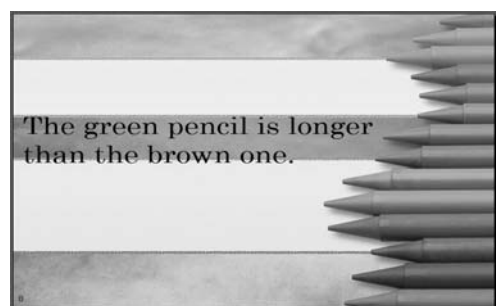 The green pencil is longer
than the brown one.